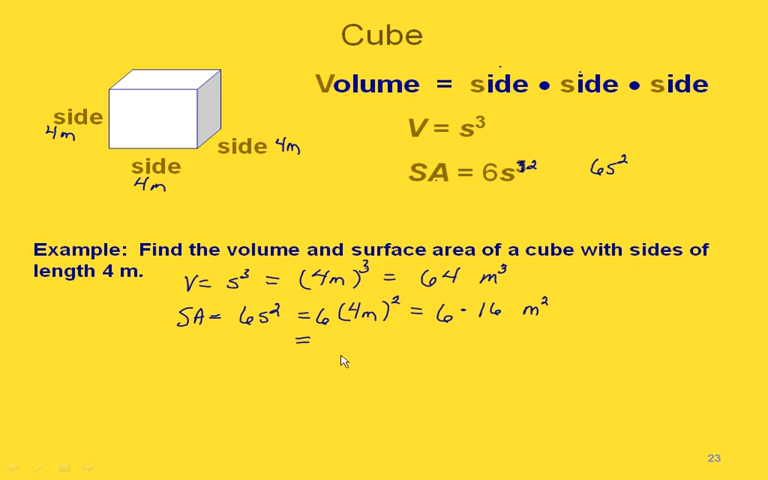 Cube
Volume = side • side • side
side
4m
side 4m
side
4m
V = s³
SA = 6s³² 6s²
Example: Find the volume and surface area of a cube with sides of
length 4 m.
V = s³ = (4m)³ = 64 m³
SA = 6s² = 6(4m)² = 6 · 16 m²
=
23